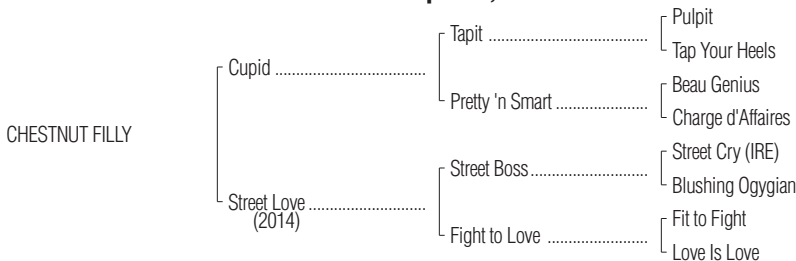 Pulpit
Tapit ........................................
Tap Your Heels
Cupid ......................................
Beau Genius
Pretty 'n Smart .......................
Charge d'Affaires
CHESTNUT FILLY
Street Cry (IRE)
Street Boss.............................
Blushing Ogygian
Street Love .............................
(2014)
Fit to Fight
Fight to Love .........................
Love Is Love